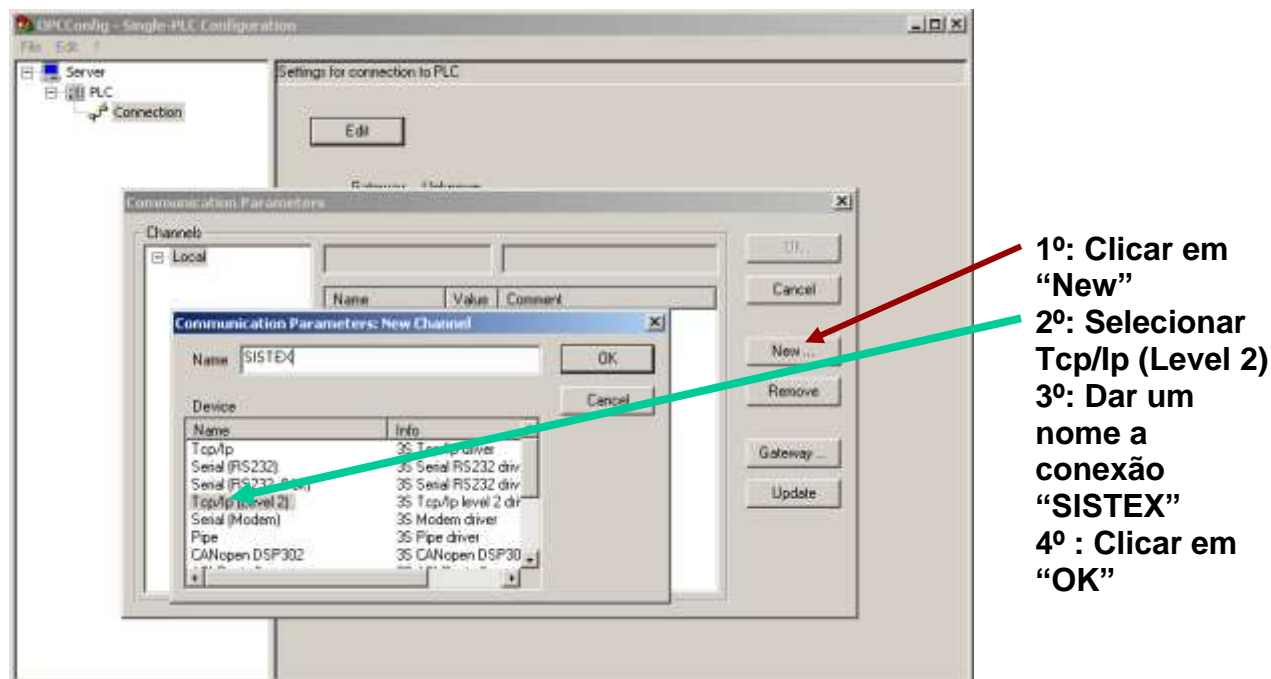 OPCConfig - Single-PLC Configuration
File Edit ?
Server
PLC
Connection
Settings for connection to PLC
Edit
Communication Parameters
Channels
Local
Name Value Comment
OK
Cancel
New ...
Remove
Gateway ...
Update
Communication Parameters: New Channel
Name SISTEX
OK
Cancel
Device
Name Info
Tcp/Ip 3S Tcp/Ip driver
Serial (RS232) 3S Serial RS232 driv
Serial (RS232 3S Serial RS232 driv
Tcp/Ip (Level 2) 3S Tcp/Ip level 2 dri
Serial (Modem) 3S Modem driver
Pipe 3S Pipe driver
CANopen DSP302 3S CANopen DSP30
1º: Clicar em
“New”
2º: Selecionar
Tcp/Ip (Level 2)
3º: Dar um
nome a
conexão
“SISTEX”
4º : Clicar em
“OK”